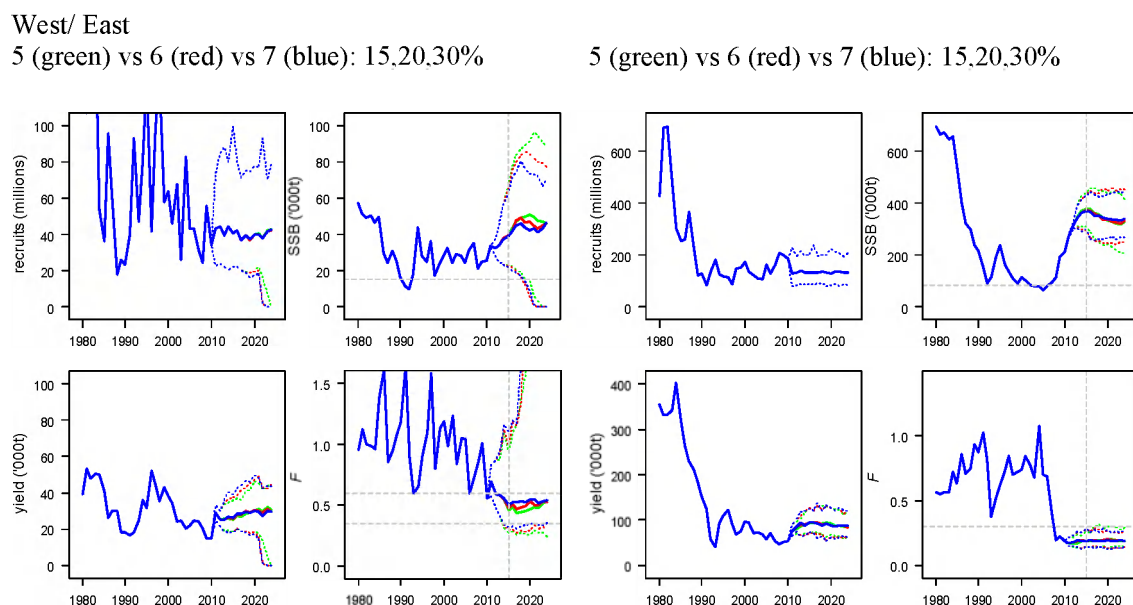 West/ East
5 (green) vs 6 (red) vs 7 (blue): 15,20,30%
5 (green) vs 6 (red) vs 7 (blue): 15,20,30%
recruits (millions)
100
80
60
40
20
0
1980 1990 2000 2010 2020
SSB ('000t)
100
80
60
40
20
0
1980 1990 2000 2010 2020
recruits (millions)
600
400
200
0
1980 1990 2000 2010 2020
SSB ('000t)
600
400
200
0
1980 1990 2000 2010 2020
yield ('000t)
100
80
60
40
20
0
1980 1990 2000 2010 2020
F
1.5
1.0
0.5
0.0
1980 1990 2000 2010 2020
yield ('000t)
400
300
200
100
0
1980 1990 2000 2010 2020
F
1.0
0.5
0.0
1980 1990 2000 2010 2020